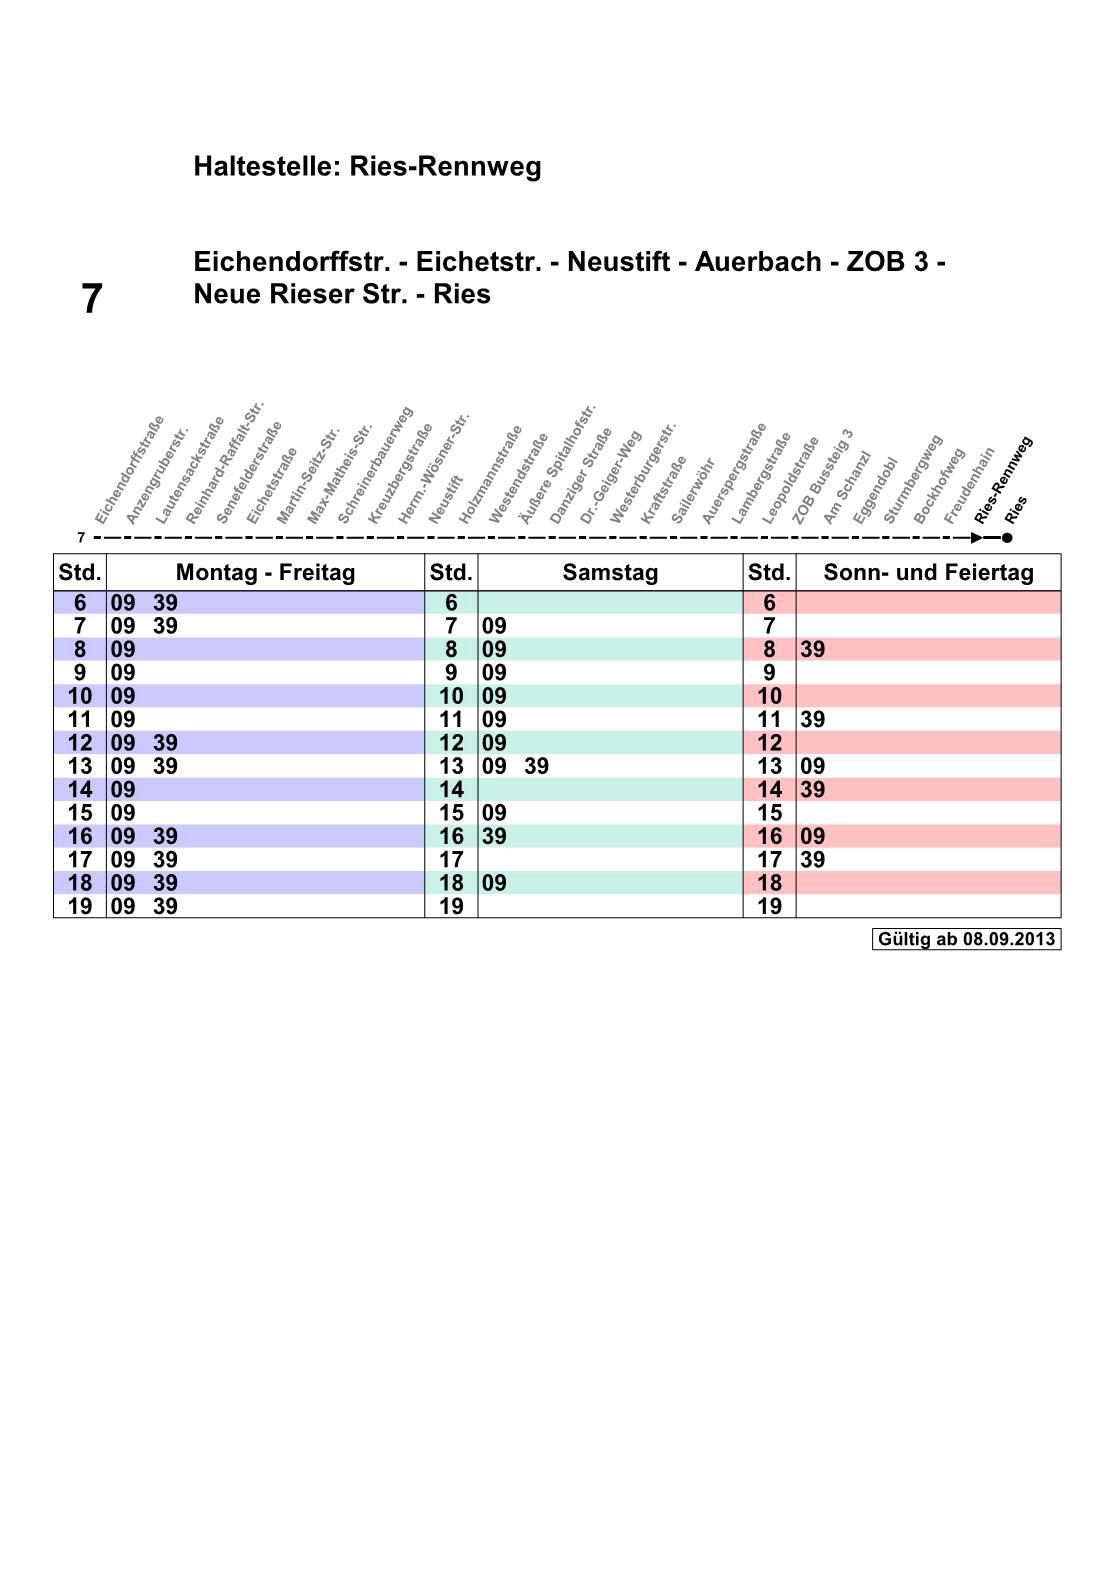 Haltestelle: Ries-Rennweg
Eichendorffstr. - Eichetstr. - Neustift - Auerbach - ZOB 3 -
7 Neue Rieser Str. - Ries
Eichendorffstraße
Anzengruberstr.
Lautensackstraße
Reinhard-Raffalt-Str.
Senefelderstraße
Eichetstraße
Martin-Seitz-Str.
Max-Matheis-Str.
Schreinerbauerweg
Kreuzbergstraße
Herm.-Wösner-Str.
Neustift
Holzmannstraße
Westendstraße
Äußere Spitalhofstr.
Danziger Straße
Dr.-Geiger-Weg
Westerburgerstr.
Kraftstraße
Sailerwöhr
Auerspergstraße
Lambergstraße
Leopoldstraße
ZOB Bussteig 3
Am Schanzl
Eggendobl
Sturmbergweg
Bockhofweg
Freudenhain
Ries-Rennweg
Ries
7
Std. Montag - Freitag Std. Samstag Std. Sonn- und Feiertag
6 09 39 6 6
7 09 39 7 09 7
8 09 8 09 8 39
9 09 9 09 9
10 09 10 09 10
11 09 11 09 11 39
12 09 39 12 09 12
13 09 39 13 09 39 13 09
14 09 14 14 39
15 09 15 09 15
16 09 39 16 39 16 09
17 09 39 17 17 39
18 09 39 18 09 18
19 09 39 19 19
Gültig ab 08.09.2013